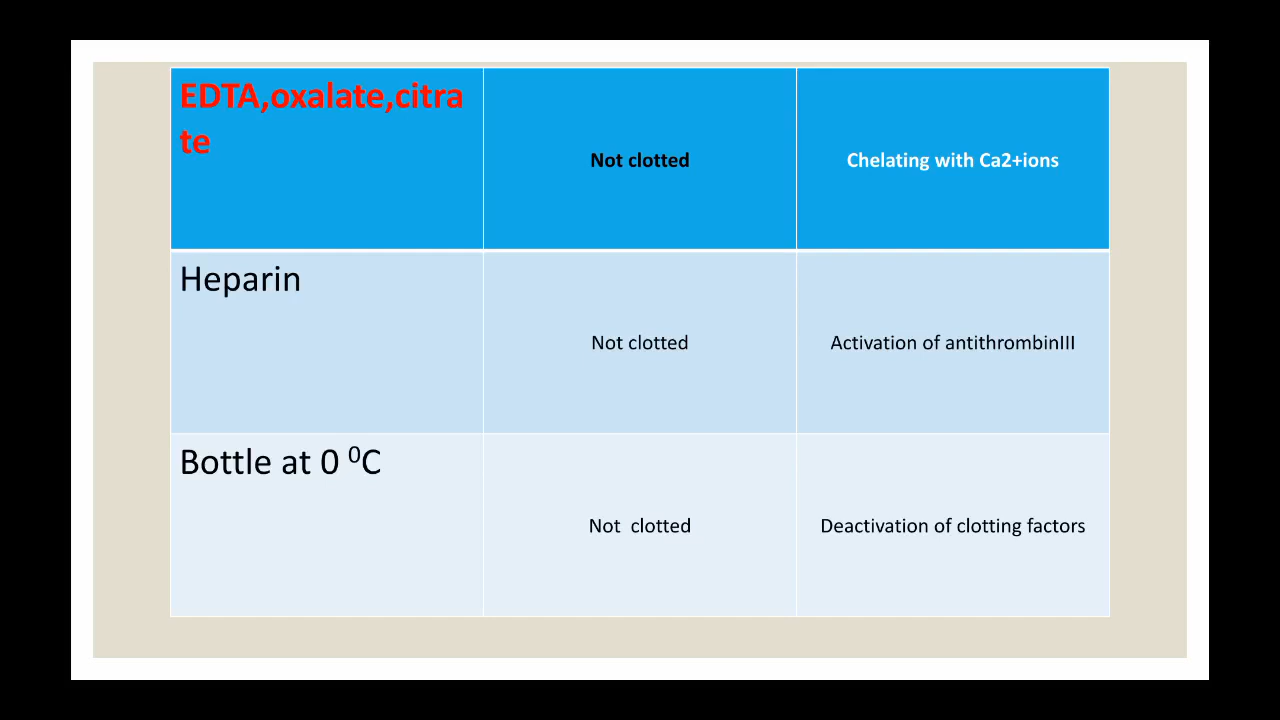 EDTA,oxalate,citra
te
Not clotted
Chelating with Ca2+ions
Heparin
Not clotted
Activation of antithrombinIII
Bottle at 0 ⁰C
Not  clotted
Deactivation of clotting factors